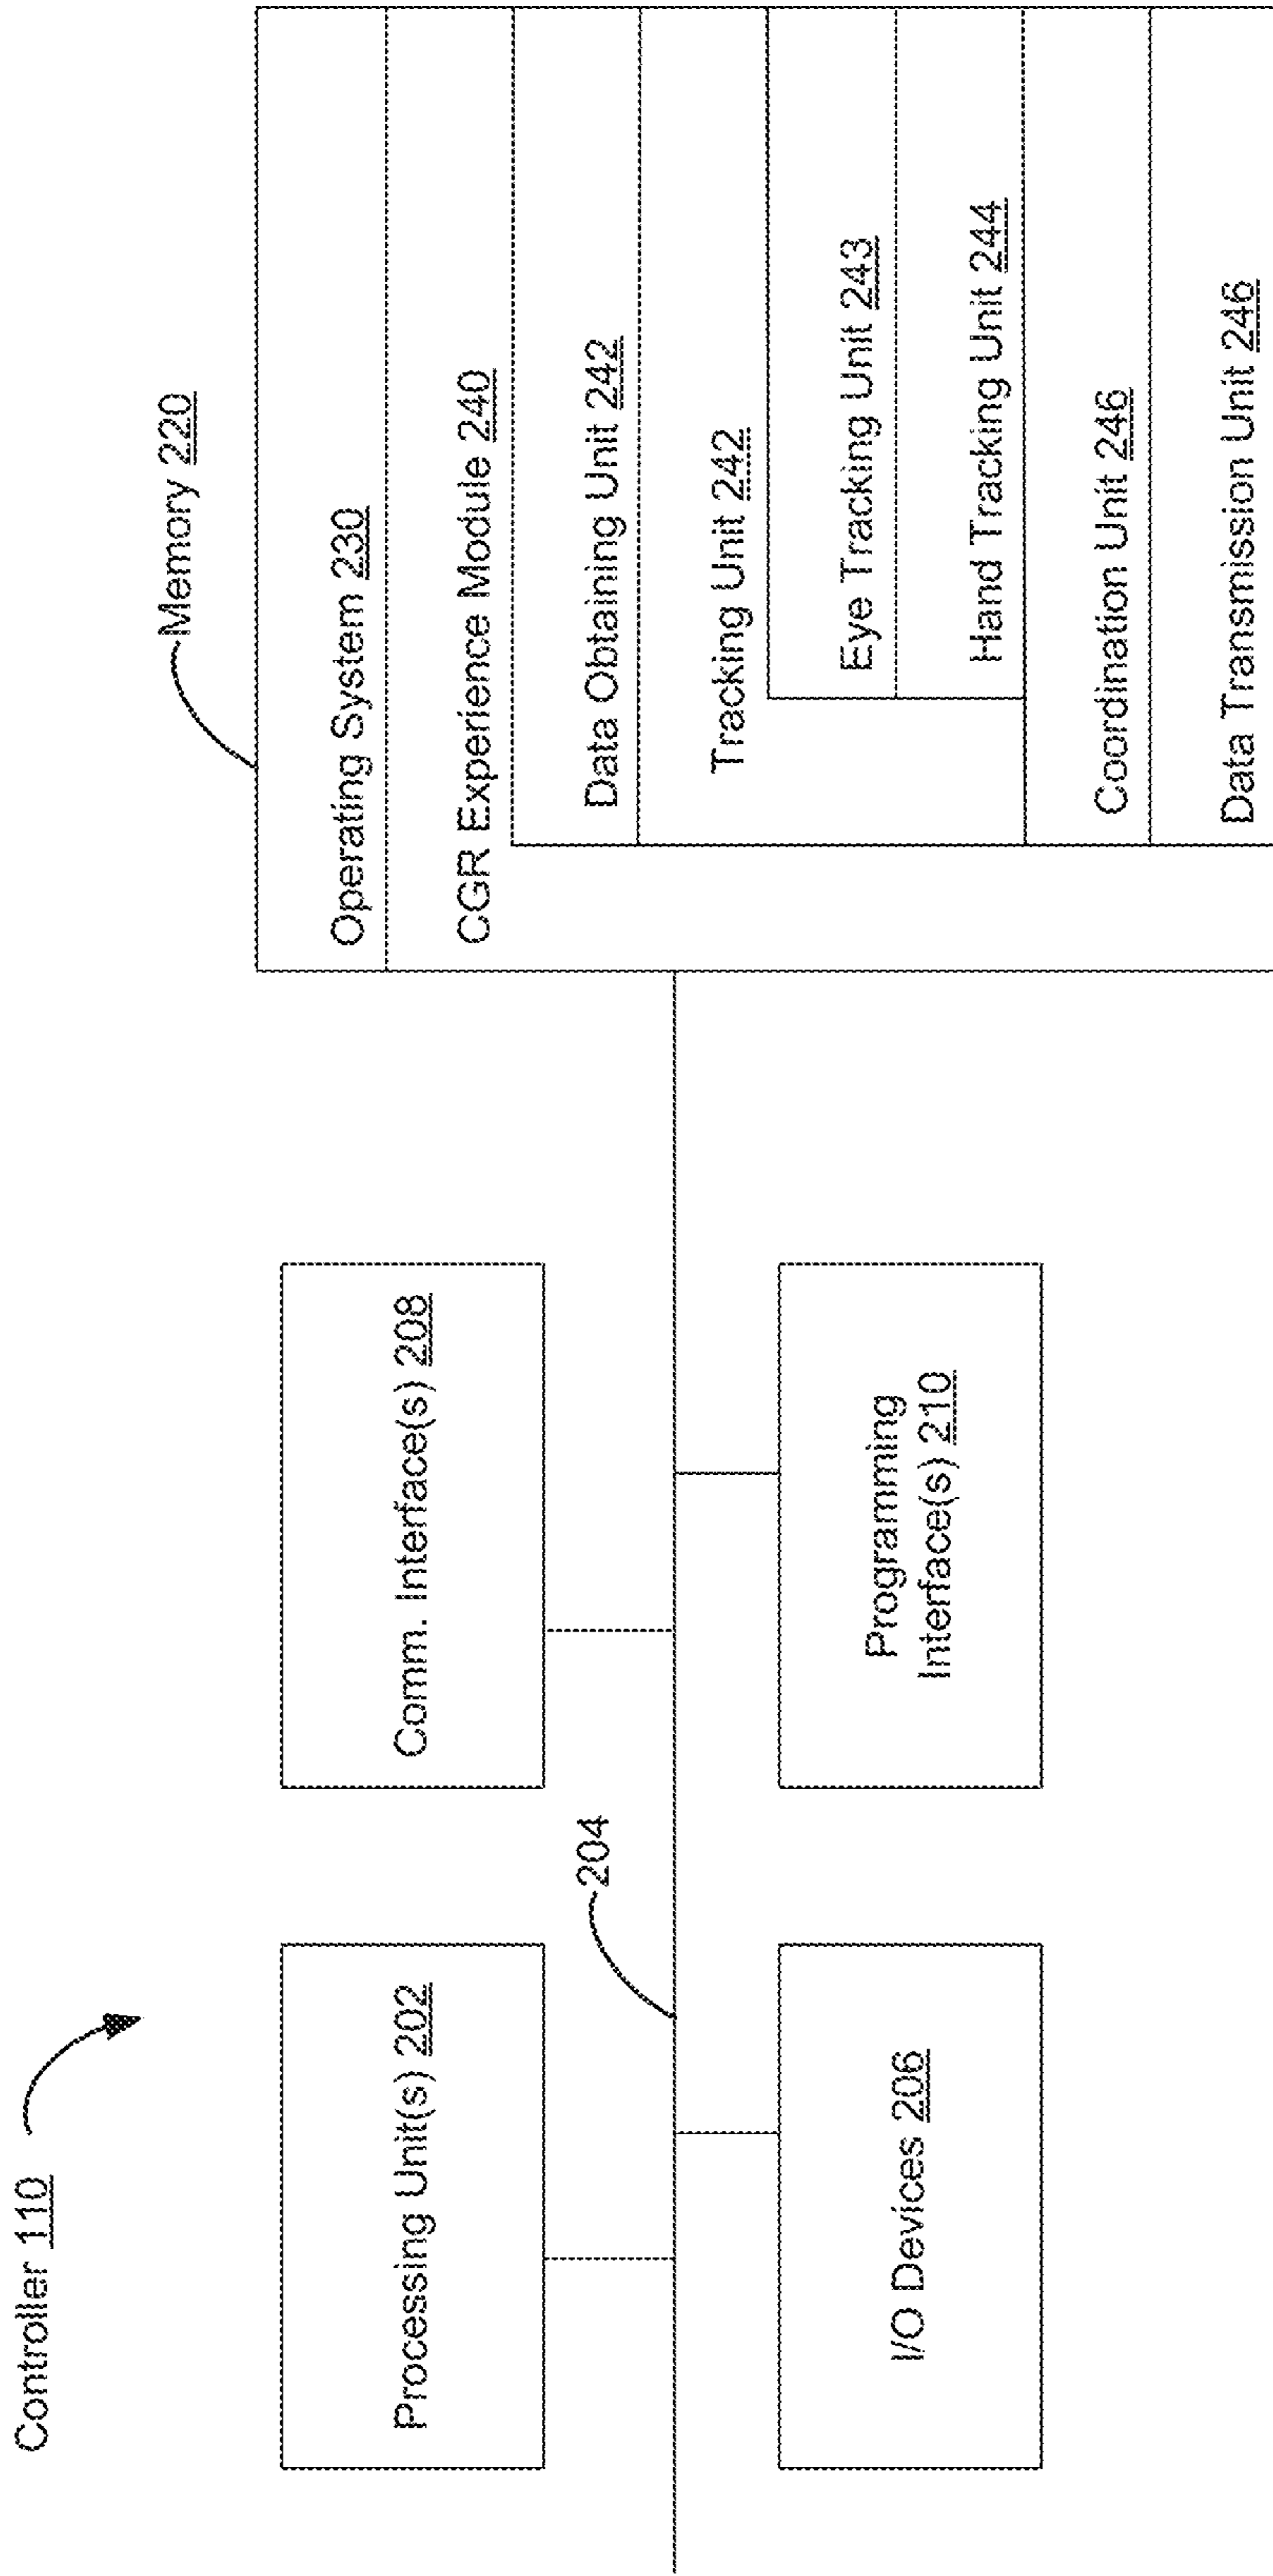 Controller 110
Processing Unit(s) 202
Comm. Interface(s) 208
204
I/O Devices 206
Programming
Interface(s) 210
Memory 220
Operating System 230
CGR Experience Module 240
Data Obtaining Unit 242
Tracking Unit 242
Eye Tracking Unit 243
Hand Tracking Unit 244
Coordination Unit 246
Data Transmission Unit 246